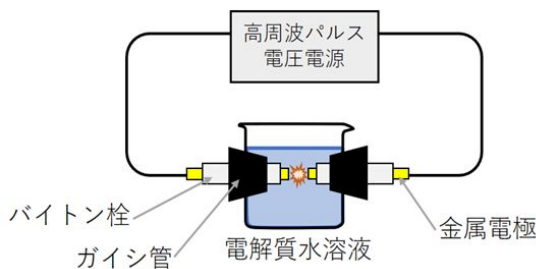 高周波パルス
電圧電源
バイトン栓
ガイシ管
電解質水溶液
金属電極